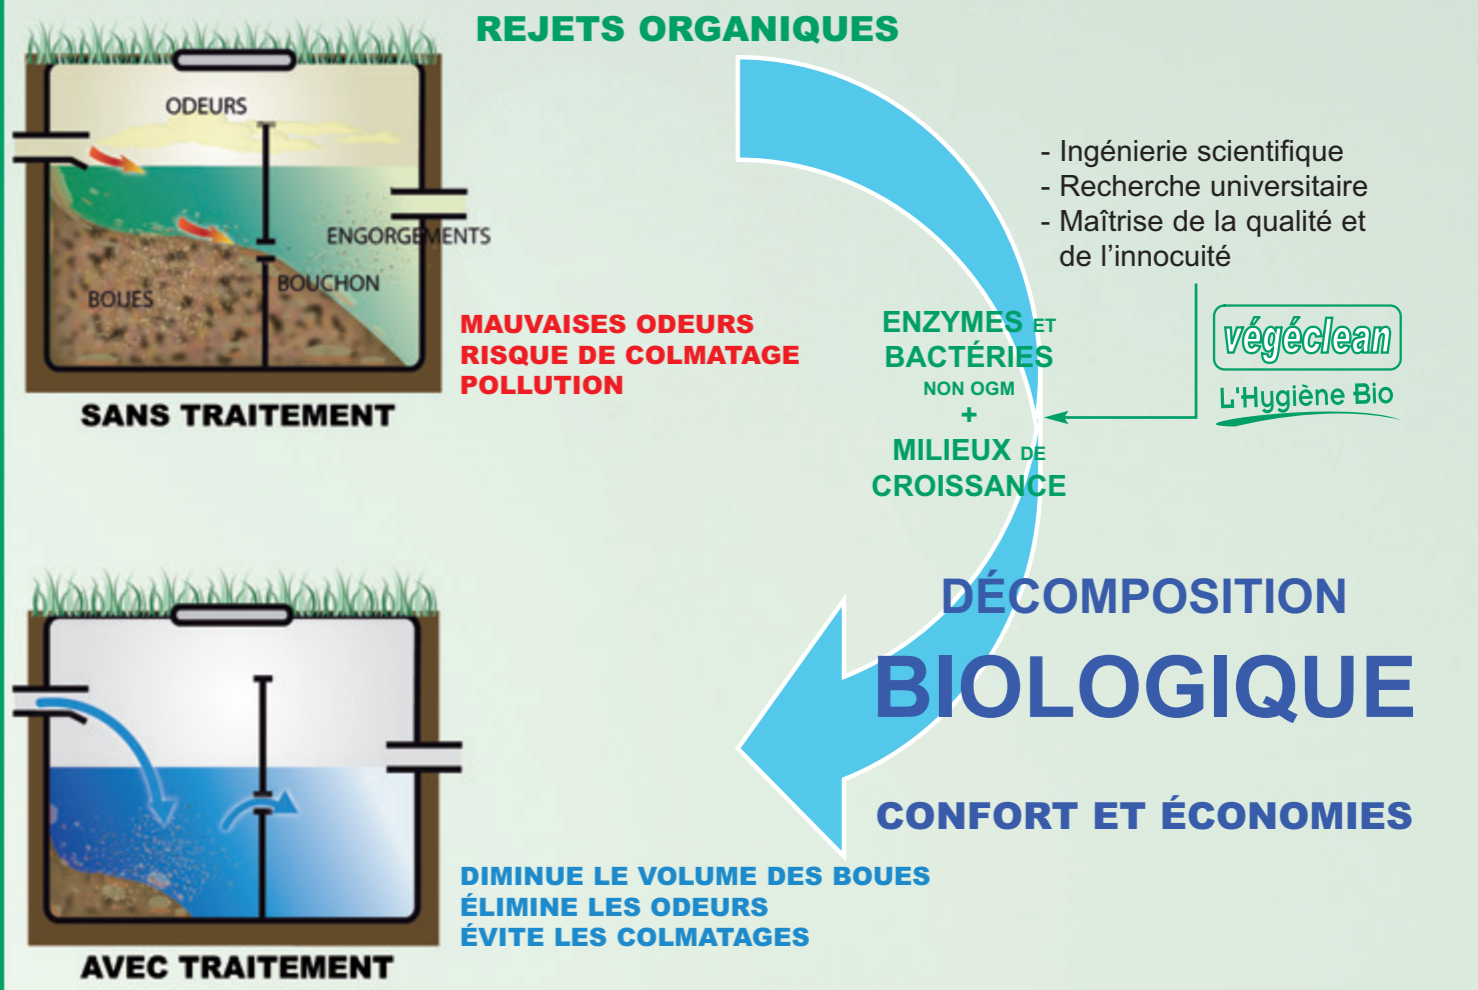 REJETS ORGANIQUES
ODEURS
ENGORGEMENTS
BOUCHON
BOUES
MAUVAISES ODEURS
RISQUE DE COLMATAGE
POLLUTION
SANS TRAITEMENT
- Ingénierie scientifique
- Recherche universitaire
- Maîtrise de la qualité et
de l'innocuité
végéclean
L'Hygiène Bio
ENZYMES ET
BACTÉRIES
NON OGM
+
MILIEUX DE
CROISSANCE
DÉCOMPOSITION
BIOLOGIQUE
CONFORT ET ÉCONOMIES
DIMINUE LE VOLUME DES BOUES
ÉLIMINE LES ODEURS
ÉVITE LES COLMATAGES
AVEC TRAITEMENT